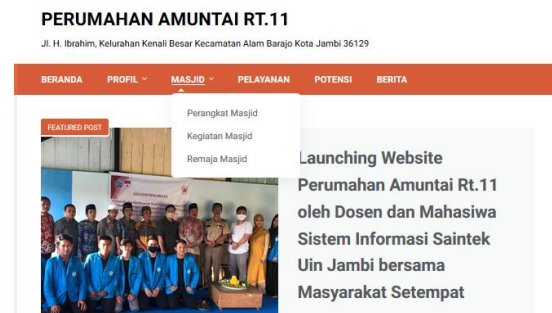 PERUMAHAN AMUNTAI RT.11
Jl. H. Ibrahim, Kelurahan Kenali Besar Kecamatan Alam Barajo Kota Jambi 36129
BERANDA PROFIL MASJID PELAYANAN POTENSI BERITA
Perangkat Masjid
Kegiatan Masjid
Remaja Masjid
FEATURED POST
Launching Website
Perumahan Amuntai Rt.11
oleh Dosen dan Mahasiwa
Sistem Informasi Saintek
Uin Jambi bersama
Masyarakat Setempat